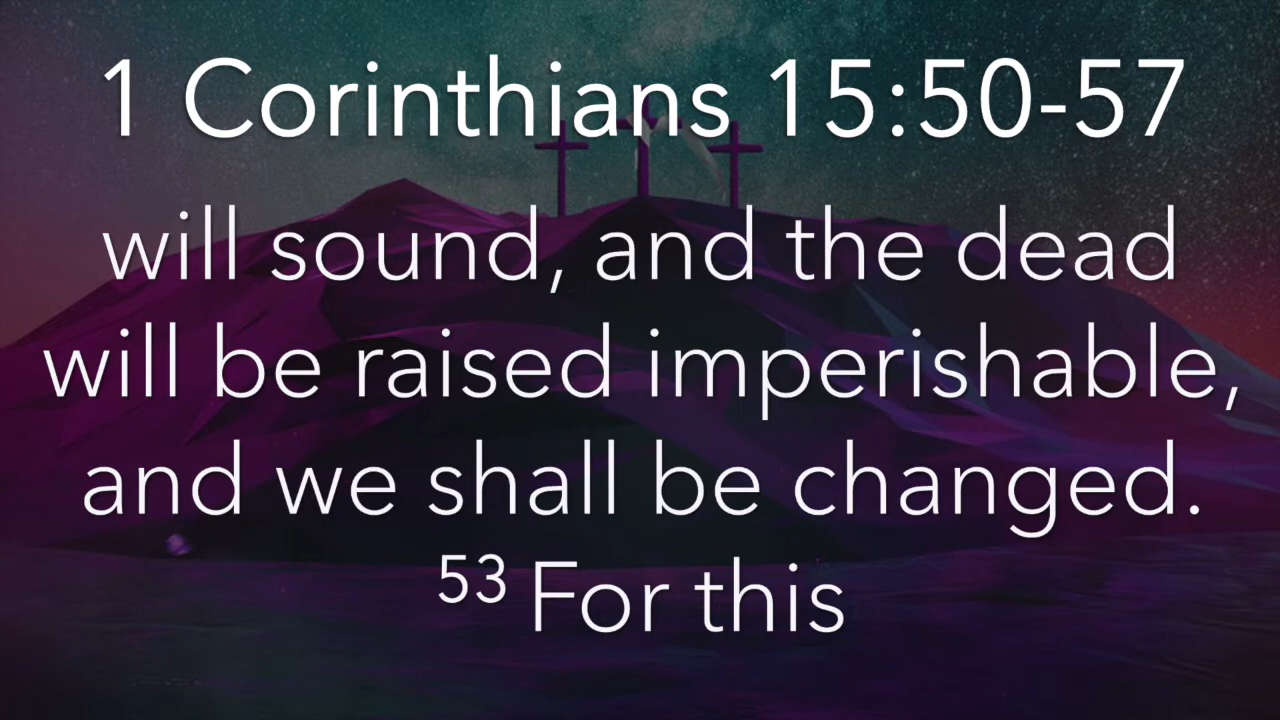 1 Corinthians 15:50-57
will sound, and the dead
will be raised imperishable,
and we shall be changed.
53 For this